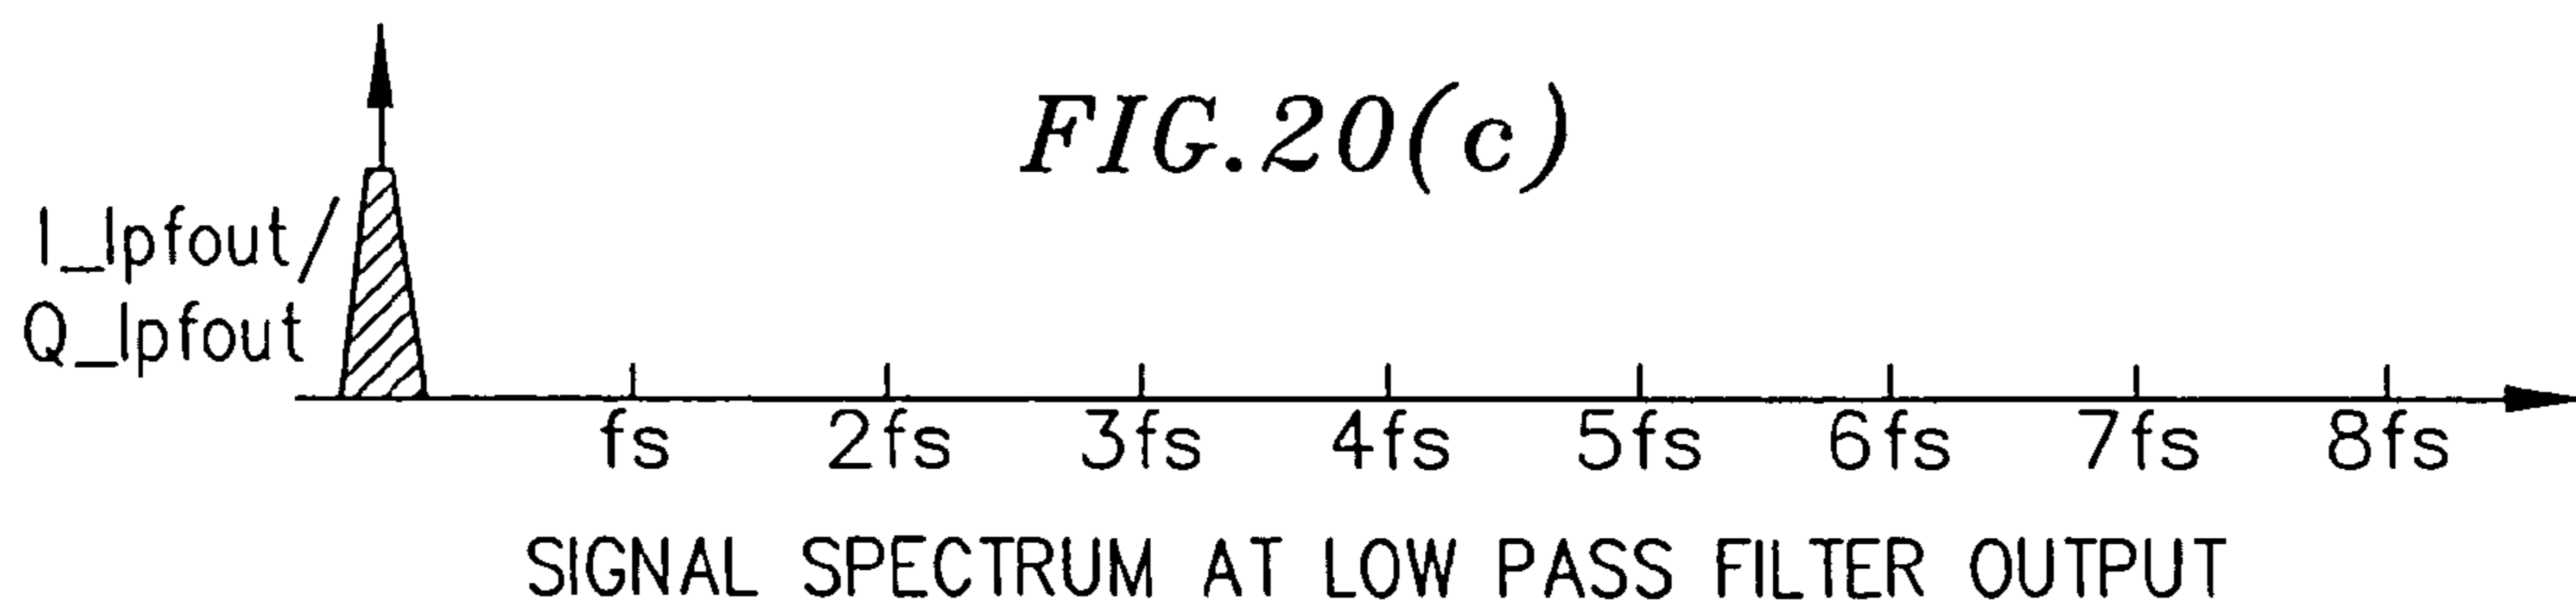 FIG.20(c)
I_lpfout/
Q_lpfout
fs 2fs 3fs 4fs 5fs 6fs 7fs 8fs
SIGNAL SPECTRUM AT LOW PASS FILTER OUTPUT